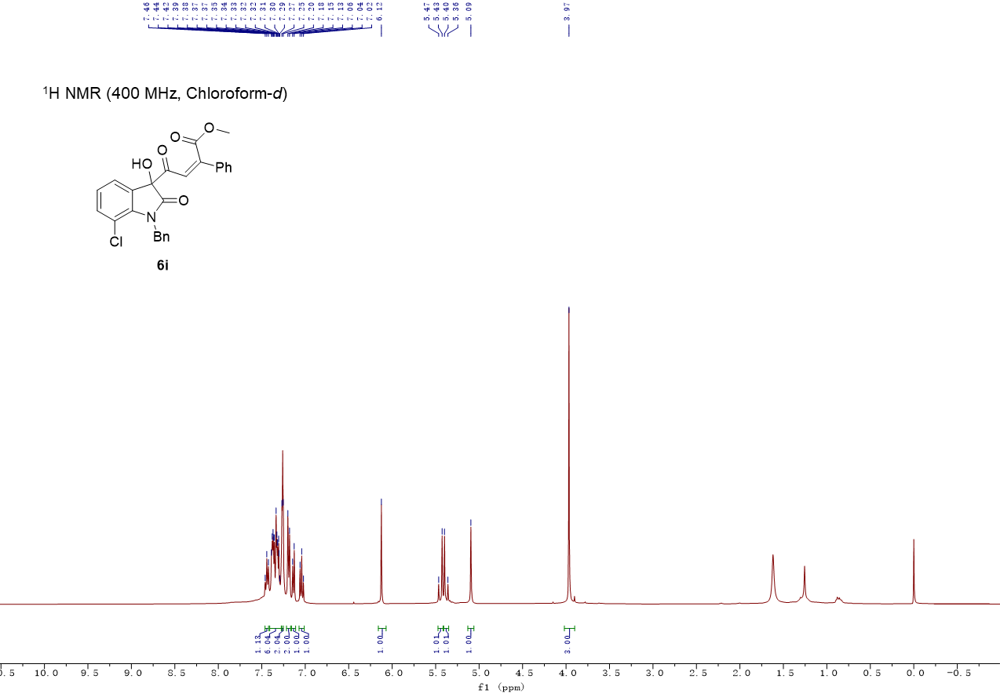 7.46 7.44 7.42 7.39 7.38 7.37 7.37 7.35 7.34 7.33 7.32 7.32 7.31 7.30 7.29 7.27 7.25 7.20 7.18 7.15 7.13 7.06 7.04 7.02 6.12 5.47 5.43 5.40 5.36 5.09 3.97
¹H NMR (400 MHz, Chloroform-d)
O
O
O
HO
Ph
O
N
Cl
Bn
6i
1.13 6.04 2.04 2.00 1.00 1.00 1.00 1.01 1.01 1.00 3.00
0.5 10.0 9.5 9.0 8.5 8.0 7.5 7.0 6.5 6.0 5.5 5.0 4.5 4.0 3.5 3.0 2.5 2.0 1.5 1.0 0.5 0.0 -0.5
f1 (ppm)